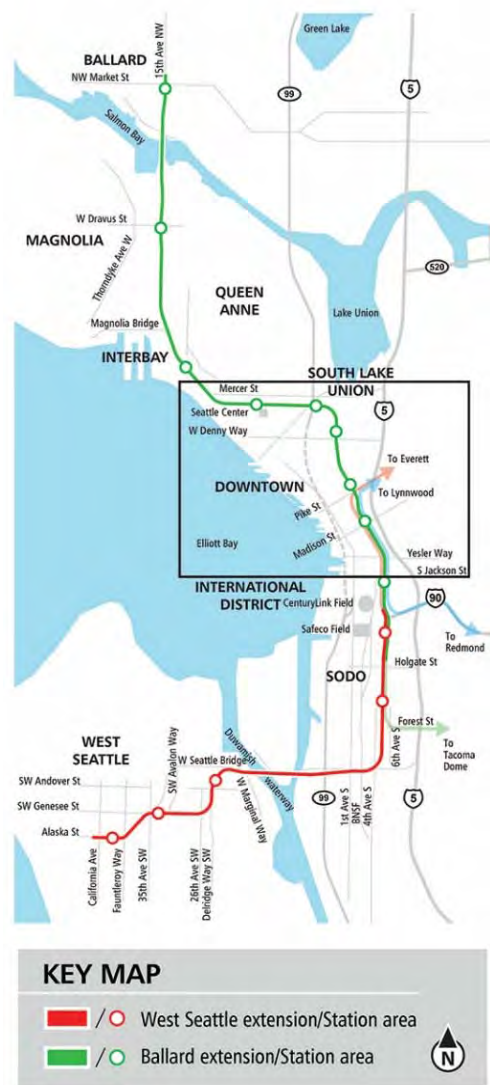 15th Ave NW
Green Lake
BALLARD
NW Market St
5
99
Salmon Bay
W Dravus St
MAGNOLIA
Thorndyke Ave W
520
QUEEN
ANNE
Lake Union
Magnolia Bridge
INTERBAY
SOUTH LAKE
UNION
Mercer St
5
Seattle Center
W Denny Way
To Everett
DOWNTOWN
To Lynnwood
Pike St
Madison St
Elliott Bay
Yesler Way
S Jackson St
INTERNATIONAL
DISTRICT
CenturyLink Field
90
Safeco Field
To
Redmond
Holgate St
SODO
WEST
SEATTLE
SW Avalon Way
Duwamish
waterway
W Seattle Bridge
6th Ave S
Forest St
To
Tacoma
Dome
SW Andover St
SW Genesee St
Alaska St
W Marginal Way
99
1st Ave S
BNSF
4th Ave S
5
California Ave
Fauntleroy Way
35th Ave SW
26th Ave SW
Delridge Way SW
KEY MAP
/ West Seattle extension/Station area
/ Ballard extension/Station area
N